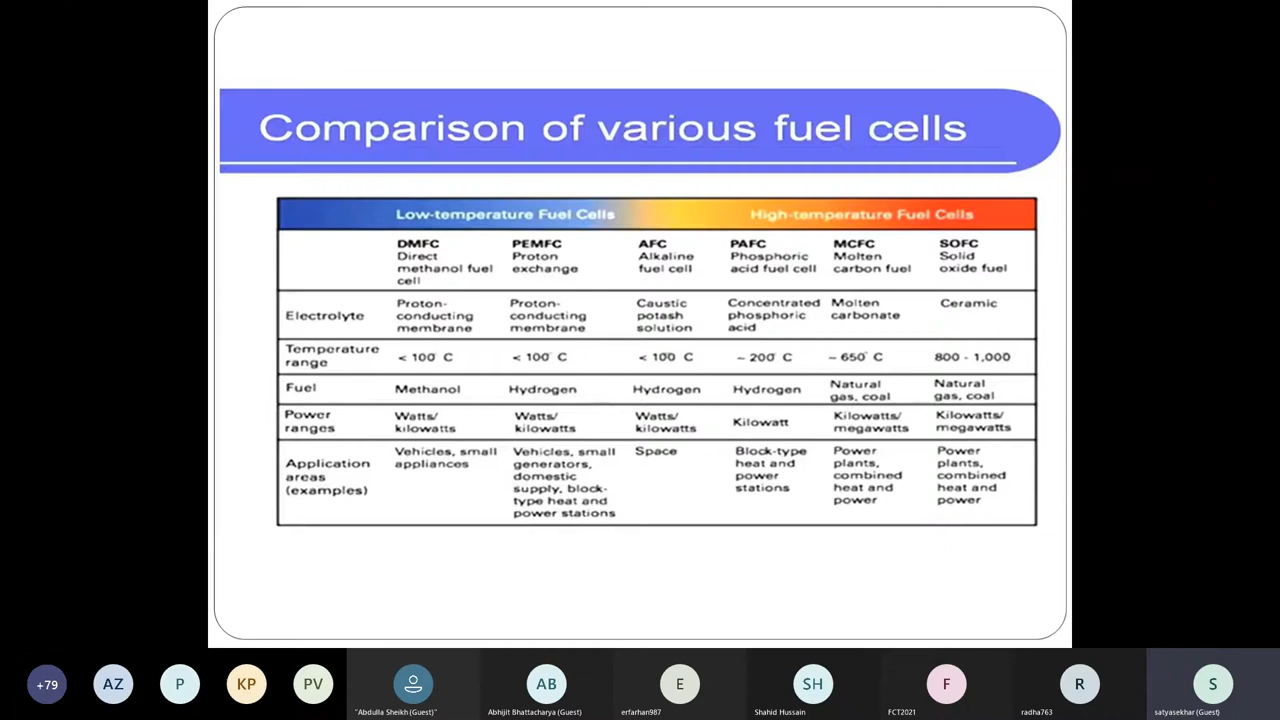 Comparison of various fuel cells
Low-temperature Fuel Cells High-temperature Fuel Cells
DMFC PEMFC AFC PAFC MCFC SOFC
Direct Proton Alkaline Phosphoric Molten Solid
methanol fuel exchange fuel cell acid fuel cell carbon fuel oxide fuel
cell
Electrolyte
Proton-
conducting
membrane
Proton-
conducting
membrane
Caustic
potash
solution
Concentrated
phosphoric
acid
Molten
carbonate
Ceramic
Temperature
range
< 100° C
< 100° C
< 100 C
~ 200° C
~ 650° C
800 - 1,000
Fuel
Methanol
Hydrogen
Hydrogen
Hydrogen
Natural
gas, coal
Natural
gas, coal
Power
ranges
Watts/
kilowatts
Watts/
kilowatts
Watts/
kilowatts
Kilowatt
Kilowatts/
megawatts
Kilowatts/
megawatts
Application
areas
(examples)
Vehicles, small
appliances
Vehicles, small
generators,
domestic
supply, block-
type heat and
power stations
Space
Block-type
heat and
power
stations
Power
plants,
combined
heat and
power
Power
plants,
combined
heat and
power
+79
AZ
P
KP
PV
"Abdulla Sheikh (Guest)"
AB
Abhijit Bhattacharya (Guest)
E
erfarhan987
SH
Shahid Hussain
F
FCT2021
R
radha763
S
satyasekhar (Guest)